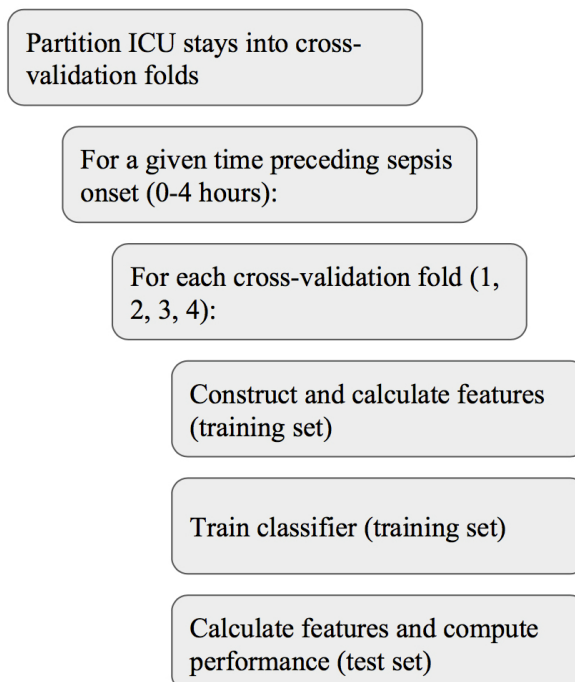 Partition ICU stays into cross-
validation folds
For a given time preceding sepsis
onset (0-4 hours):
For each cross-validation fold (1,
2, 3, 4):
Construct and calculate features
(training set)
Train classifier (training set)
Calculate features and compute
performance (test set)